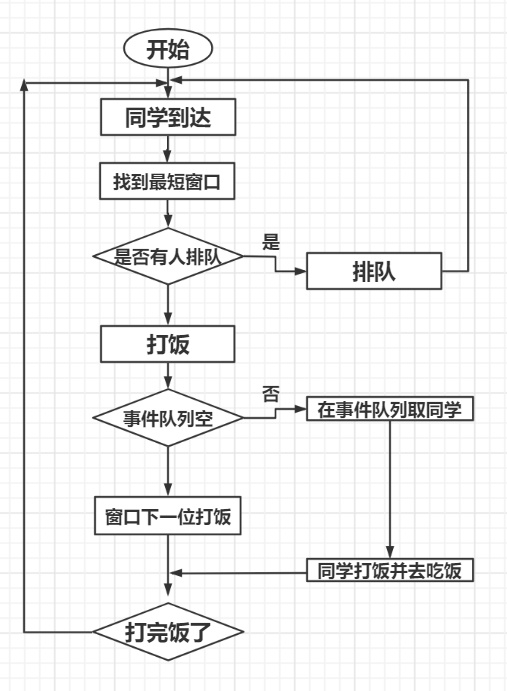 开始
同学到达
找到最短窗口
是否有人排队
是
排队
打饭
事件队列空
否
在事件队列取同学
窗口下一位打饭
同学打饭并去吃饭
打完饭了